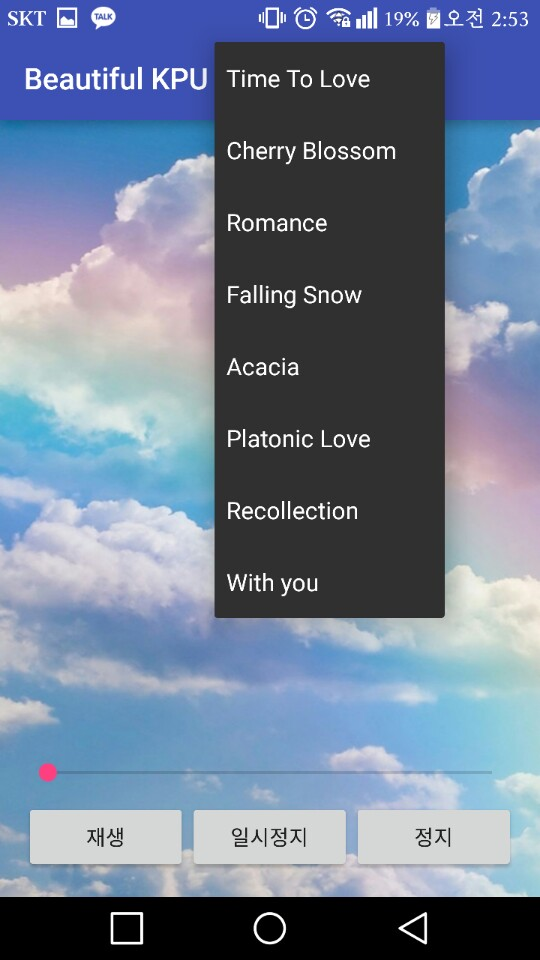 SKT TALK 19% 오전 2:53
Beautiful KPU
Time To Love
Cherry Blossom
Romance
Falling Snow
Acacia
Platonic Love
Recollection
With you
재생 일시정지 정지